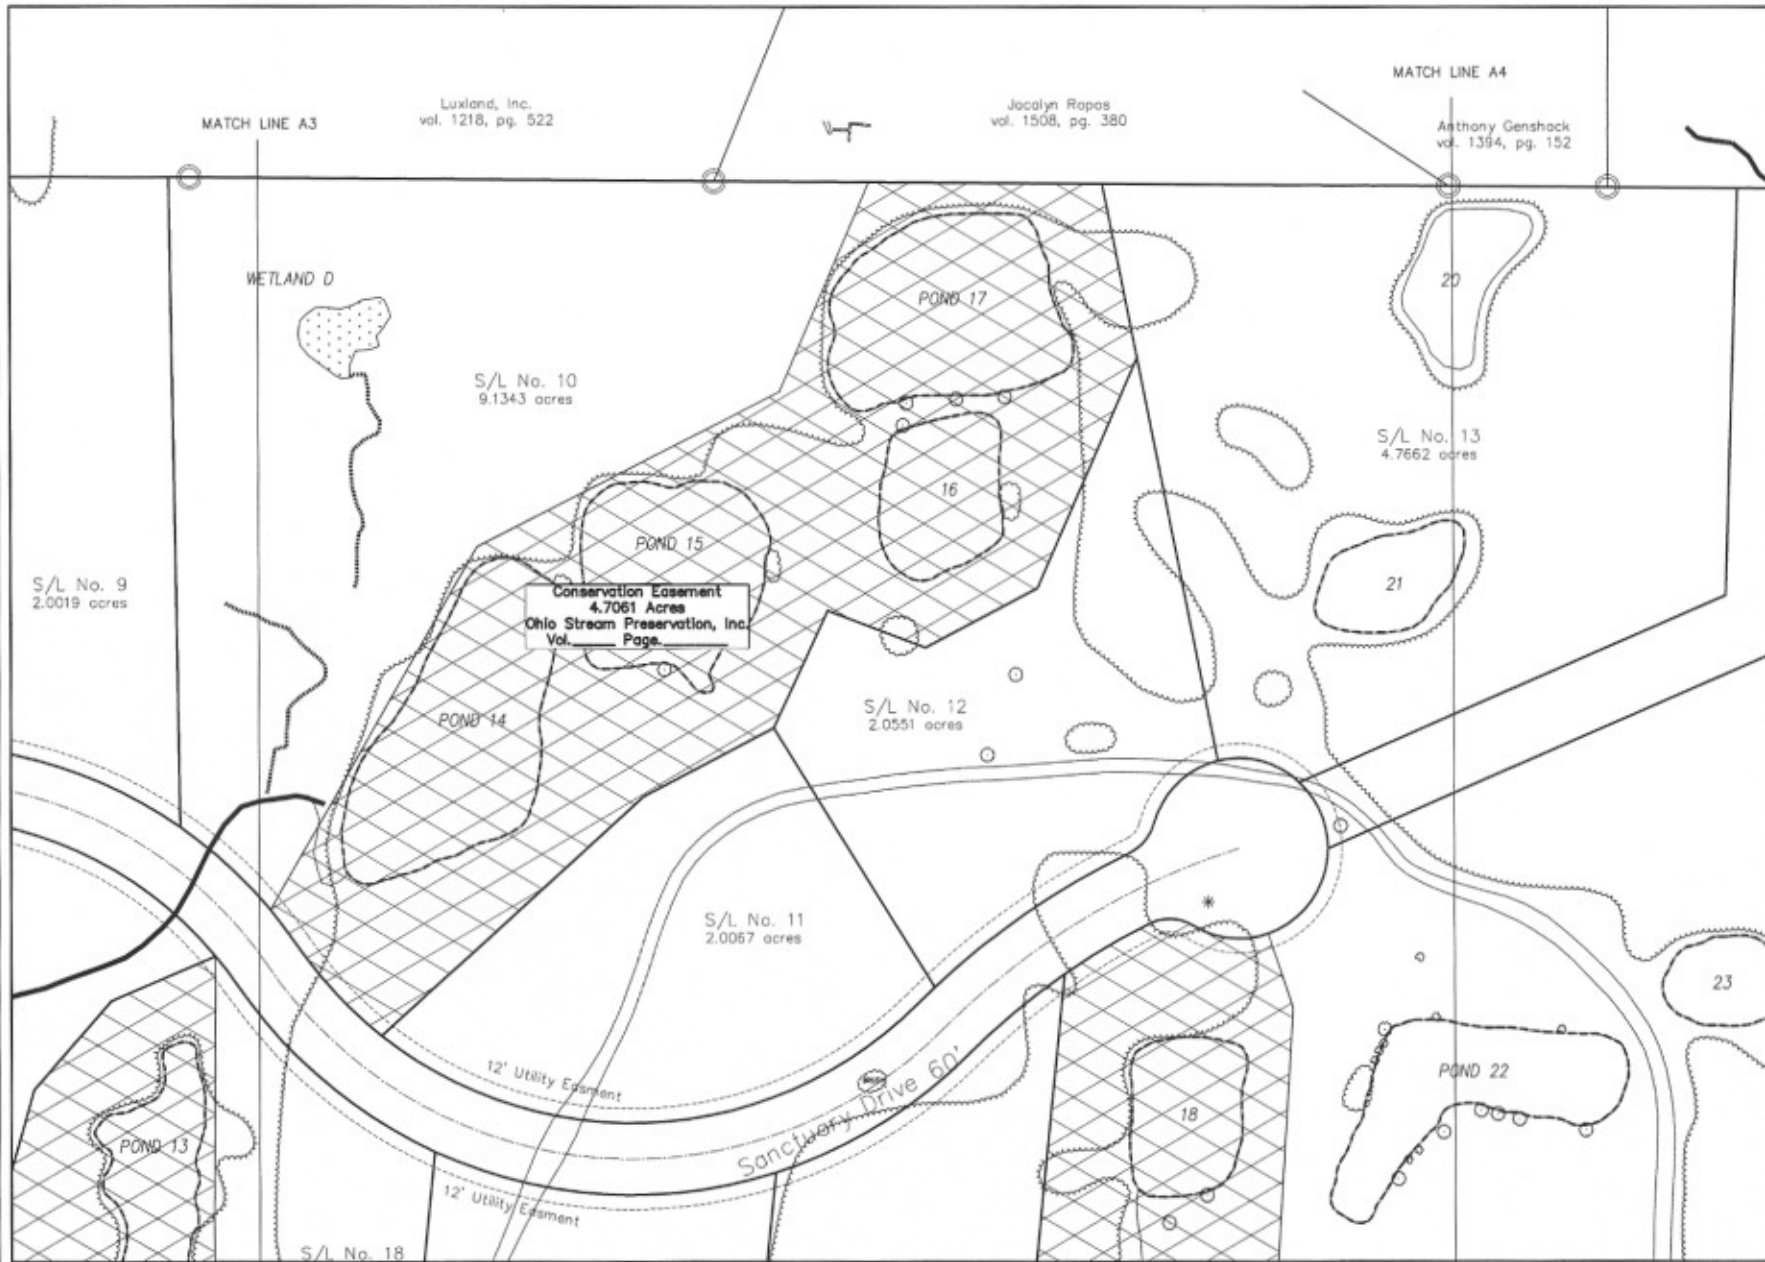 MATCH LINE A4
Luxland, Inc.
vol. 1218, pg. 522
Jocalyn Ropos
vol. 1508, pg. 380
MATCH LINE A3
Anthony Genshock
vol. 1394, pg. 152
WETLAND D
20
POND 17
S/L No. 10
9.1343 acres
S/L No. 13
4.7662 acres
16
POND 15
S/L No. 9
2.0019 acres
21
Conservation Easement
4.7061 Acres
Ohio Stream Preservation, Inc.
Vol.______ Page.________
S/L No. 12
2.0551 acres
POND 14
S/L No. 11
2.0067 acres
23
12' Utility Easment
Sanctuary Drive 60'
POND 22
18
POND 13
12' Utility Easment
S/L No. 18